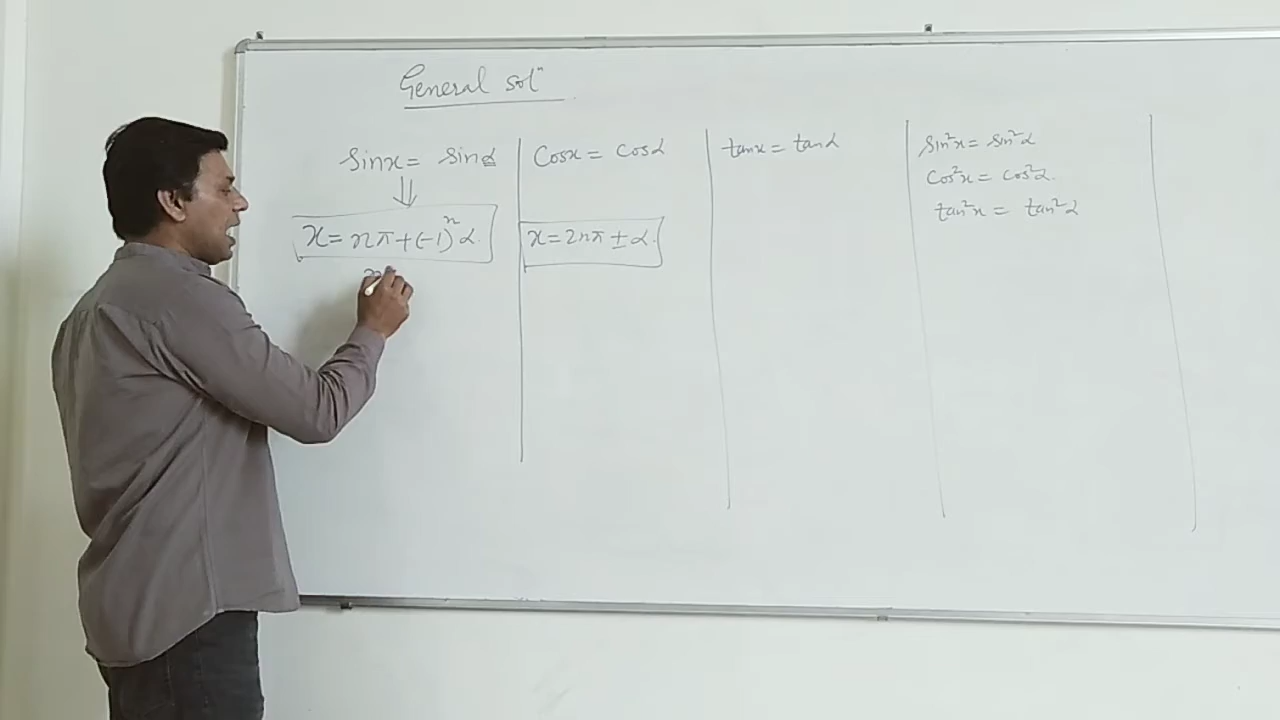 General solⁿ
sinx = sinα
x = nπ + (-1)ⁿ α.
cosx = cosα
x = 2nπ ± α.
tanx = tanα
sin²x = sin²α
cos²x = cos²α.
tan²x = tan²α